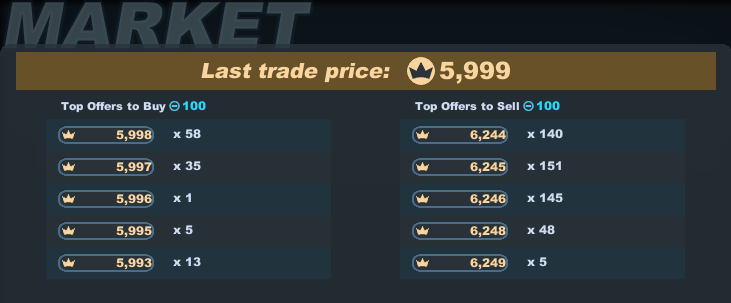 MARKET
Last trade price: 5,999
Top Offers to Buy 100
5,998 x 58
5,997 x 35
5,996 x 1
5,995 x 5
5,993 x 13
Top Offers to Sell 100
6,244 x 140
6,245 x 151
6,246 x 145
6,248 x 48
6,249 x 5